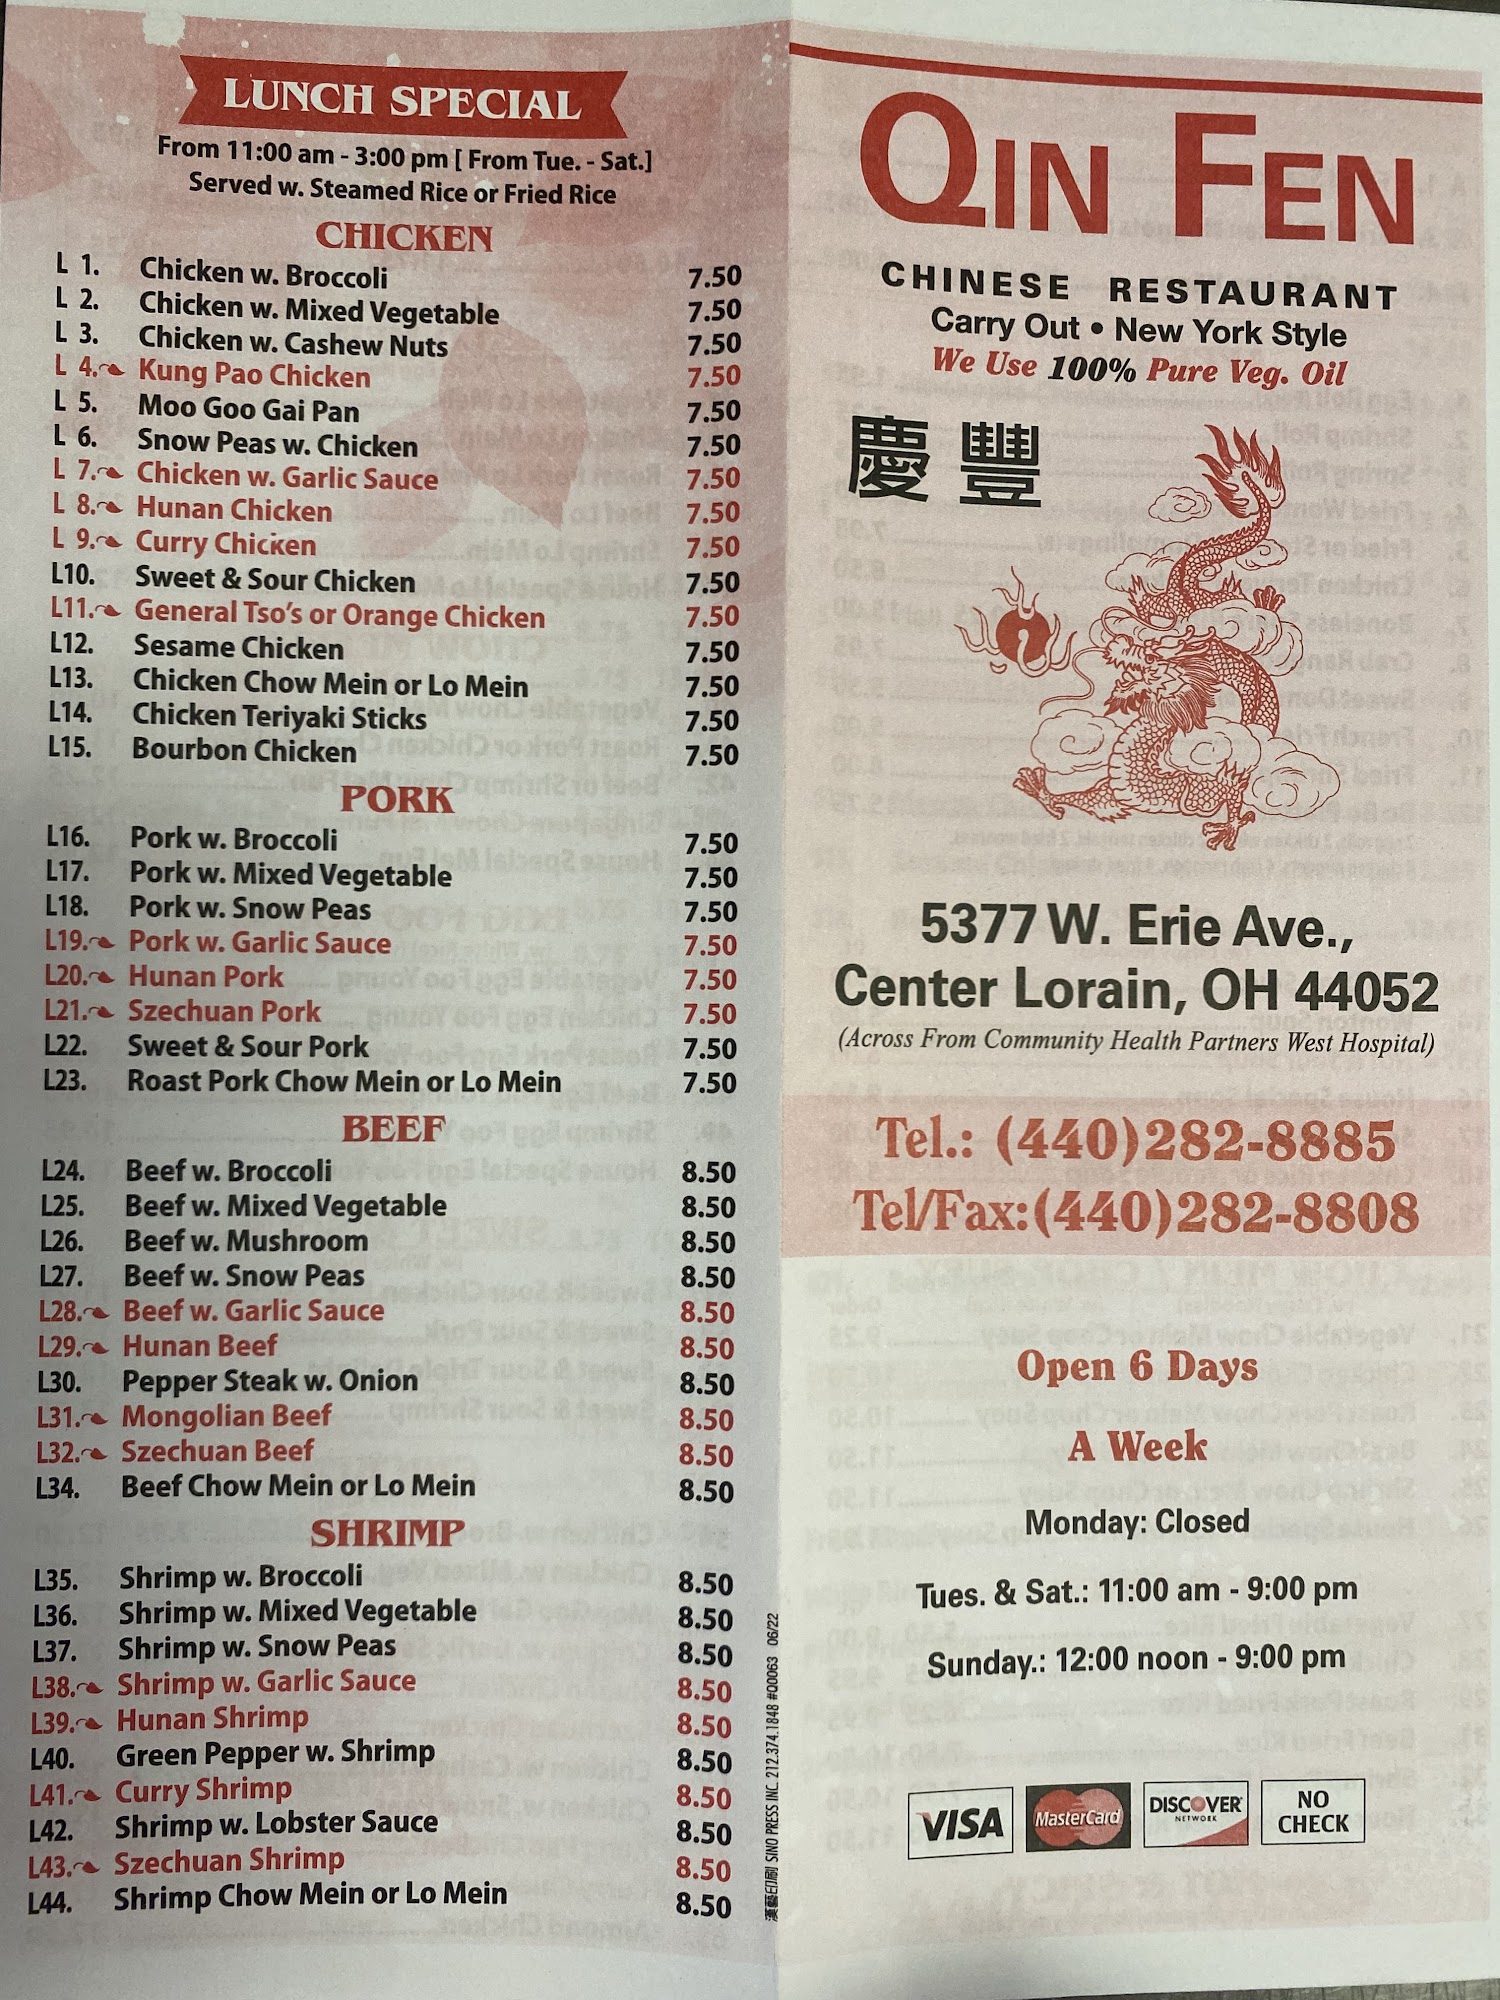 LUNCH SPECIAL
From 11:00 am - 3:00 pm [ From Tue. - Sat.]
Served w. Steamed Rice or Fried Rice
CHICKEN
L 1. Chicken w. Broccoli 7.50
L 2. Chicken w. Mixed Vegetable 7.50
L 3. Chicken w. Cashew Nuts 7.50
L 4. Kung Pao Chicken 7.50
L 5. Moo Goo Gai Pan 7.50
L 6. Snow Peas w. Chicken 7.50
L 7. Chicken w. Garlic Sauce 7.50
L 8. Hunan Chicken 7.50
L 9. Curry Chicken 7.50
L10. Sweet & Sour Chicken 7.50
L11. General Tso's or Orange Chicken 7.50
L12. Sesame Chicken 7.50
L13. Chicken Chow Mein or Lo Mein 7.50
L14. Chicken Teriyaki Sticks 7.50
L15. Bourbon Chicken 7.50
PORK
L16. Pork w. Broccoli 7.50
L17. Pork w. Mixed Vegetable 7.50
L18. Pork w. Snow Peas 7.50
L19. Pork w. Garlic Sauce 7.50
L20. Hunan Pork 7.50
L21. Szechuan Pork 7.50
L22. Sweet & Sour Pork 7.50
L23. Roast Pork Chow Mein or Lo Mein 7.50
BEEF
L24. Beef w. Broccoli 8.50
L25. Beef w. Mixed Vegetable 8.50
L26. Beef w. Mushroom 8.50
L27. Beef w. Snow Peas 8.50
L28. Beef w. Garlic Sauce 8.50
L29. Hunan Beef 8.50
L30. Pepper Steak w. Onion 8.50
L31. Mongolian Beef 8.50
L32. Szechuan Beef 8.50
L34. Beef Chow Mein or Lo Mein 8.50
SHRIMP
L35. Shrimp w. Broccoli 8.50
L36. Shrimp w. Mixed Vegetable 8.50
L37. Shrimp w. Snow Peas 8.50
L38. Shrimp w. Garlic Sauce 8.50
L39. Hunan Shrimp 8.50
L40. Green Pepper w. Shrimp 8.50
L41. Curry Shrimp 8.50
L42. Shrimp w. Lobster Sauce 8.50
L43. Szechuan Shrimp 8.50
L44. Shrimp Chow Mein or Lo Mein 8.50
漢藝印刷 SINO PRESS INC. 212.374.1848 #Q0063 06/22
QIN FEN
CHINESE RESTAURANT
Carry Out • New York Style
We Use 100% Pure Veg. Oil
慶豐
5377 W. Erie Ave.,
Center Lorain, OH 44052
(Across From Community Health Partners West Hospital)
Tel.: (440)282-8885
Tel/Fax:(440)282-8808
Open 6 Days
A Week
Monday: Closed
Tues. & Sat.: 11:00 am - 9:00 pm
Sunday.: 12:00 noon - 9:00 pm
VISA
MasterCard
DISCOVER
NETWORK
NO
CHECK